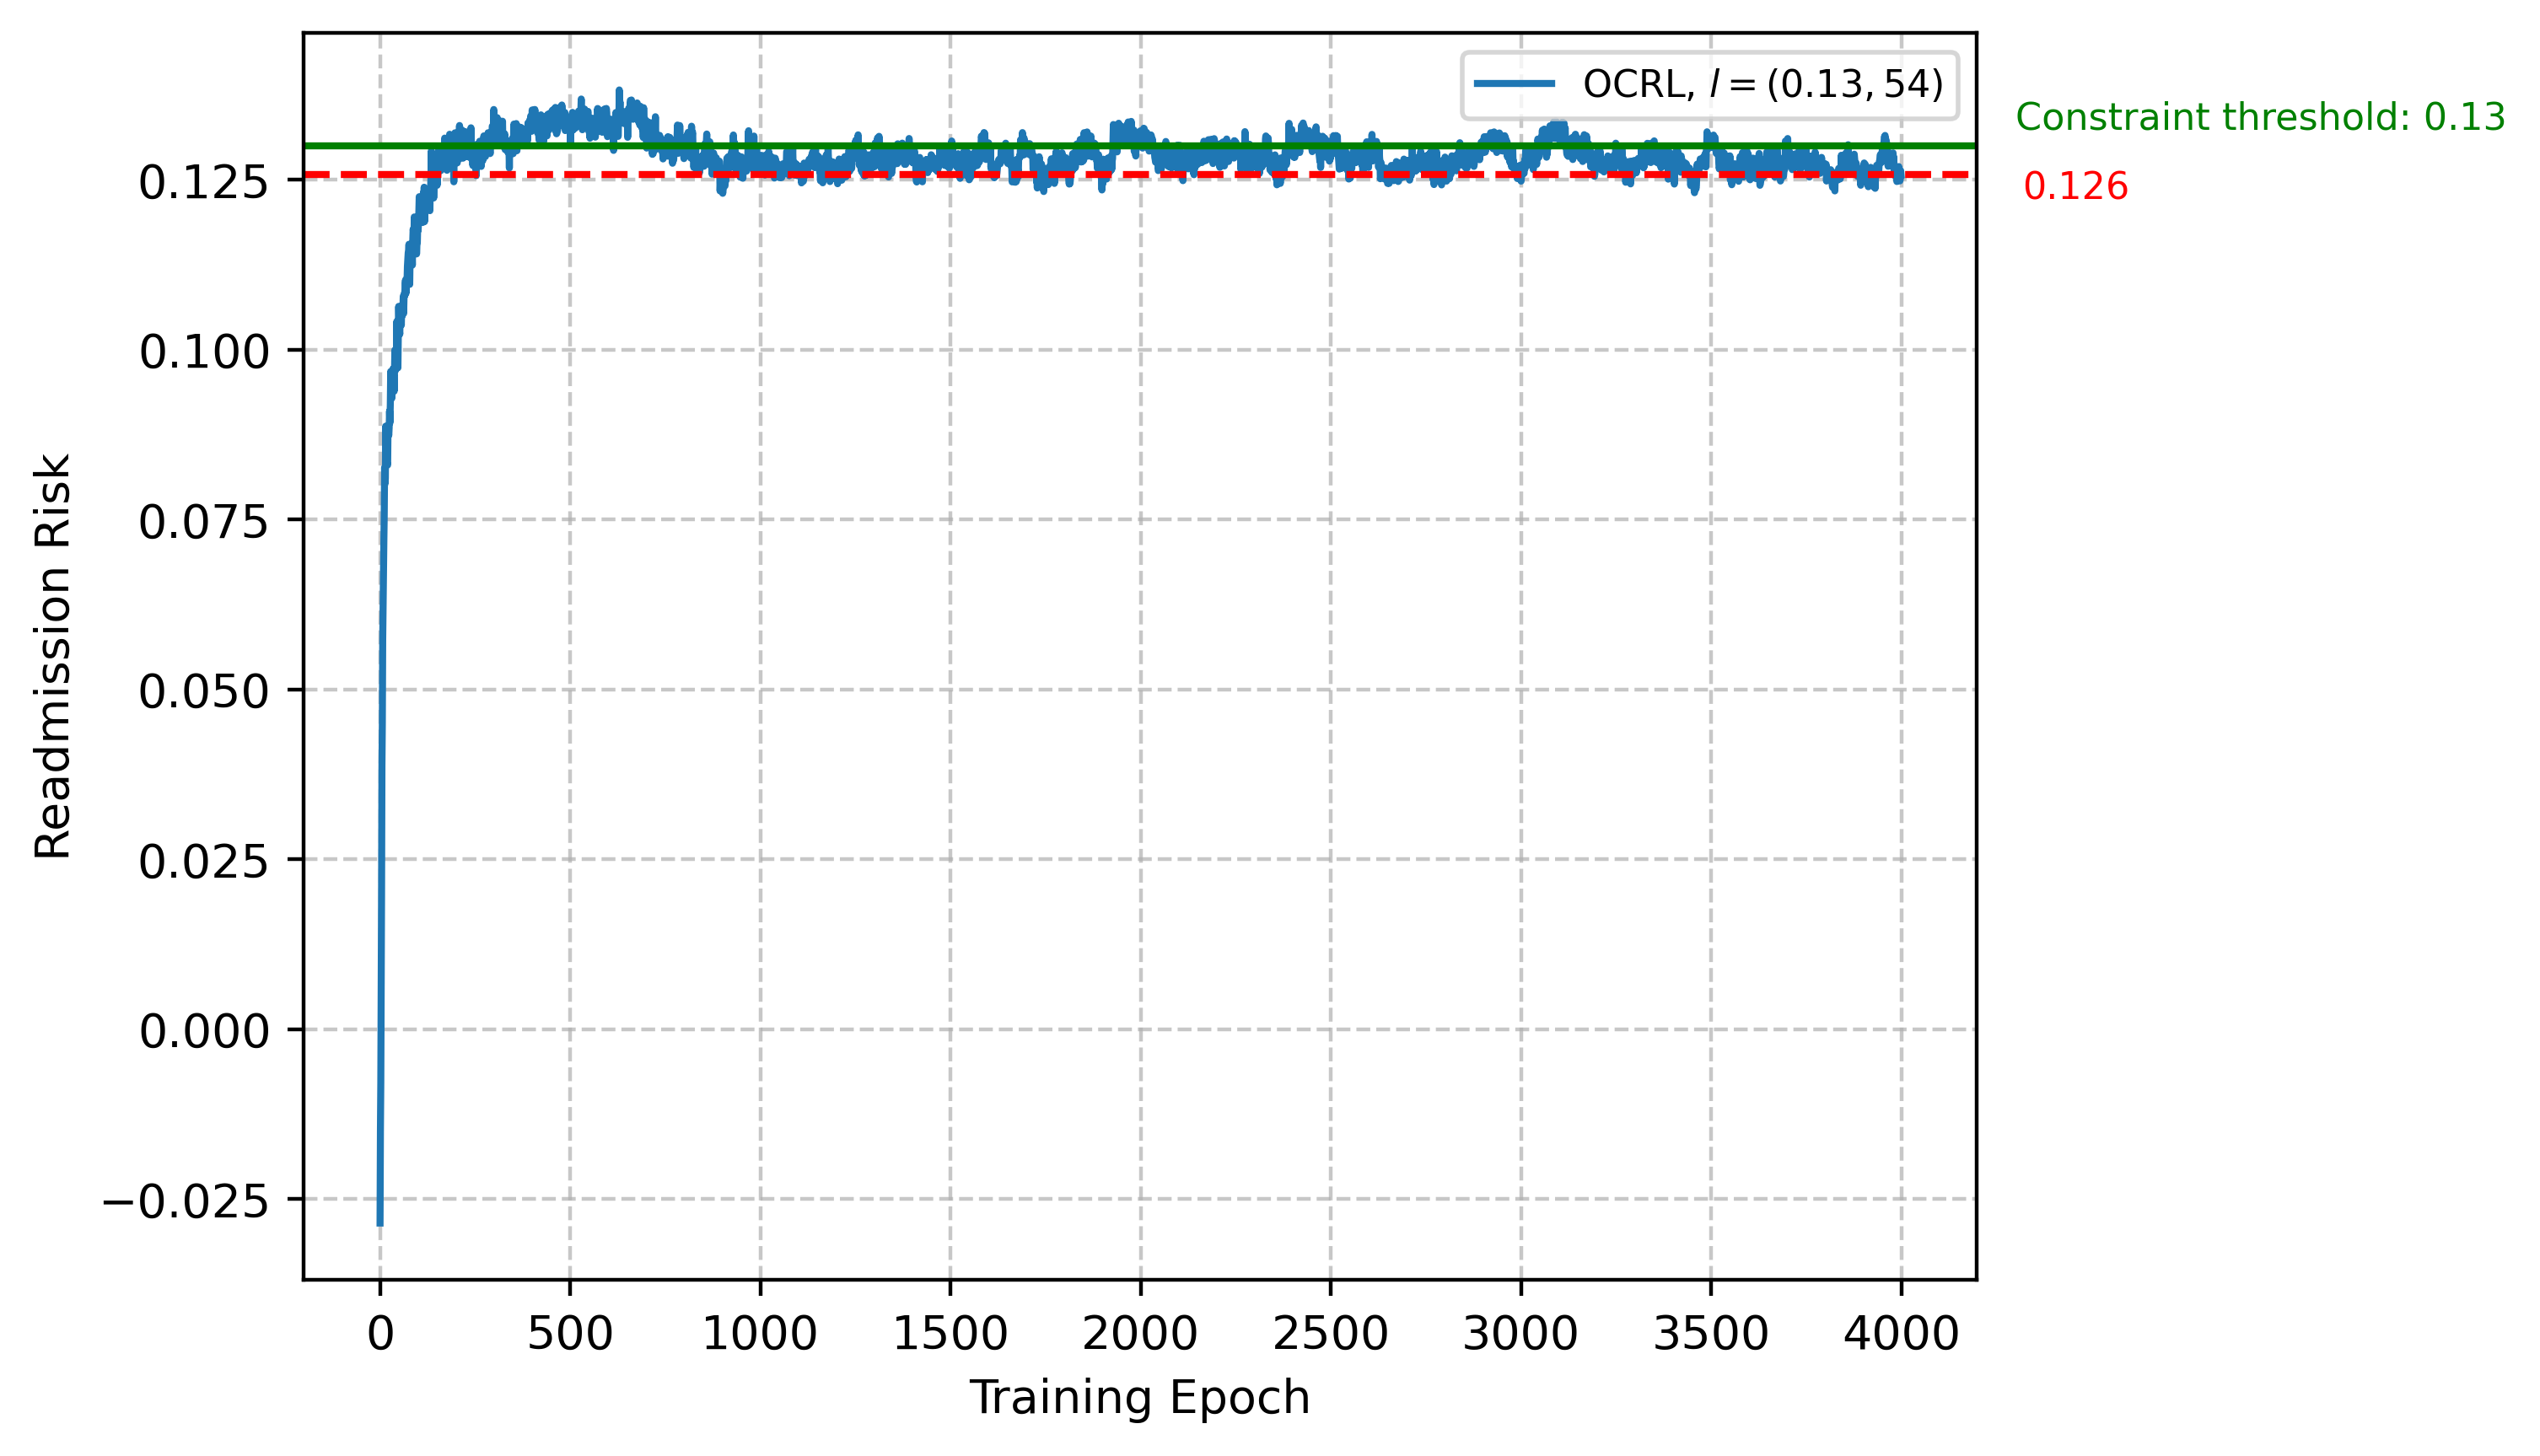 OCRL, l = (0.13, 54)
Constraint threshold: 0.13
0.126
0.125
0.100
0.075
0.050
0.025
0.000
−0.025
Readmission Risk
0 500 1000 1500 2000 2500 3000 3500 4000
Training Epoch